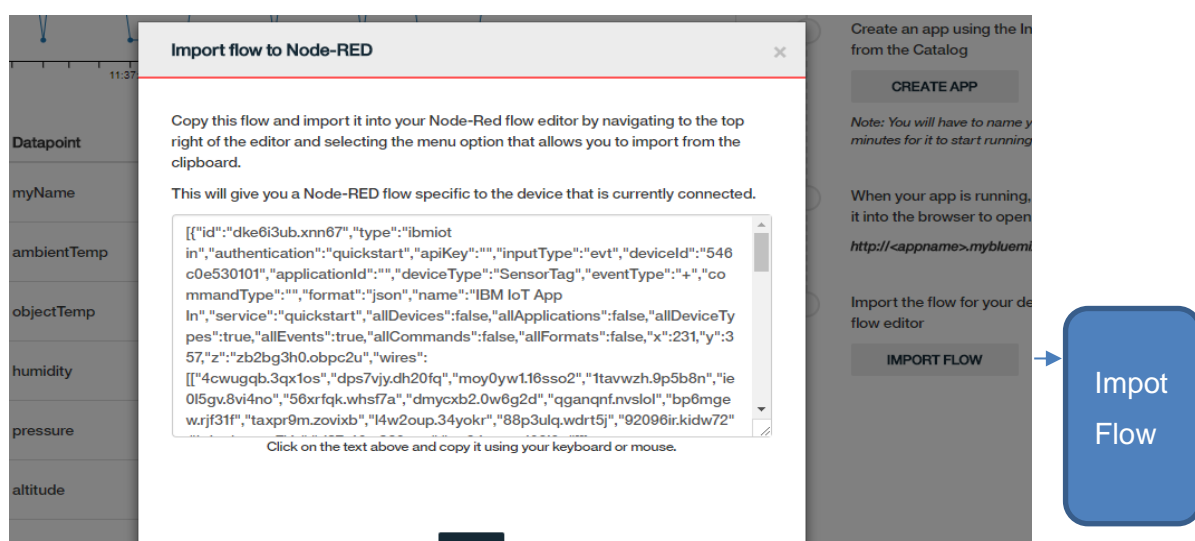 Import flow to Node-RED
×
Copy this flow and import it into your Node-Red flow editor by navigating to the top
right of the editor and selecting the menu option that allows you to import from the
clipboard.
This will give you a Node-RED flow specific to the device that is currently connected.
[{"id":"dke6i3ub.xnn67","type":"ibmiot
in","authentication":"quickstart","apiKey":"","inputType":"evt","deviceId":"546
c0e530101","applicationId":"","deviceType":"SensorTag","eventType":"+","co
mmandType":"","format":"json","name":"IBM IoT App
In","service":"quickstart","allDevices":false,"allApplications":false,"allDeviceTy
pes":true,"allEvents":true,"allCommands":false,"allFormats":false,"x":231,"y":3
57,"z":"zb2bg3h0.obpc2u","wires":
[["4cwugqb.3qx1os","dps7vjy.dh20fq","moy0yw1.16sso2","1tavwzh.9p5b8n","ie
0l5gv.8vi4no","56xrfqk.whsf7a","dmycxb2.0w6g2d","qganqnf.nvslol","bp6mge
w.rjf31f","taxpr9m.zovixb","l4w2oup.34yokr","88p3ulq.wdrt5j","92096ir.kidw72"
Click on the text above and copy it using your keyboard or mouse.
11:37
Datapoint
myName
ambientTemp
objectTemp
humidity
pressure
altitude
Create an app using the In
from the Catalog
CREATE APP
Note: You will have to name y
minutes for it to start running
When your app is running,
it into the browser to open
http://<appname>.mybluemi
Import the flow for your de
flow editor
IMPORT FLOW
Impot
Flow